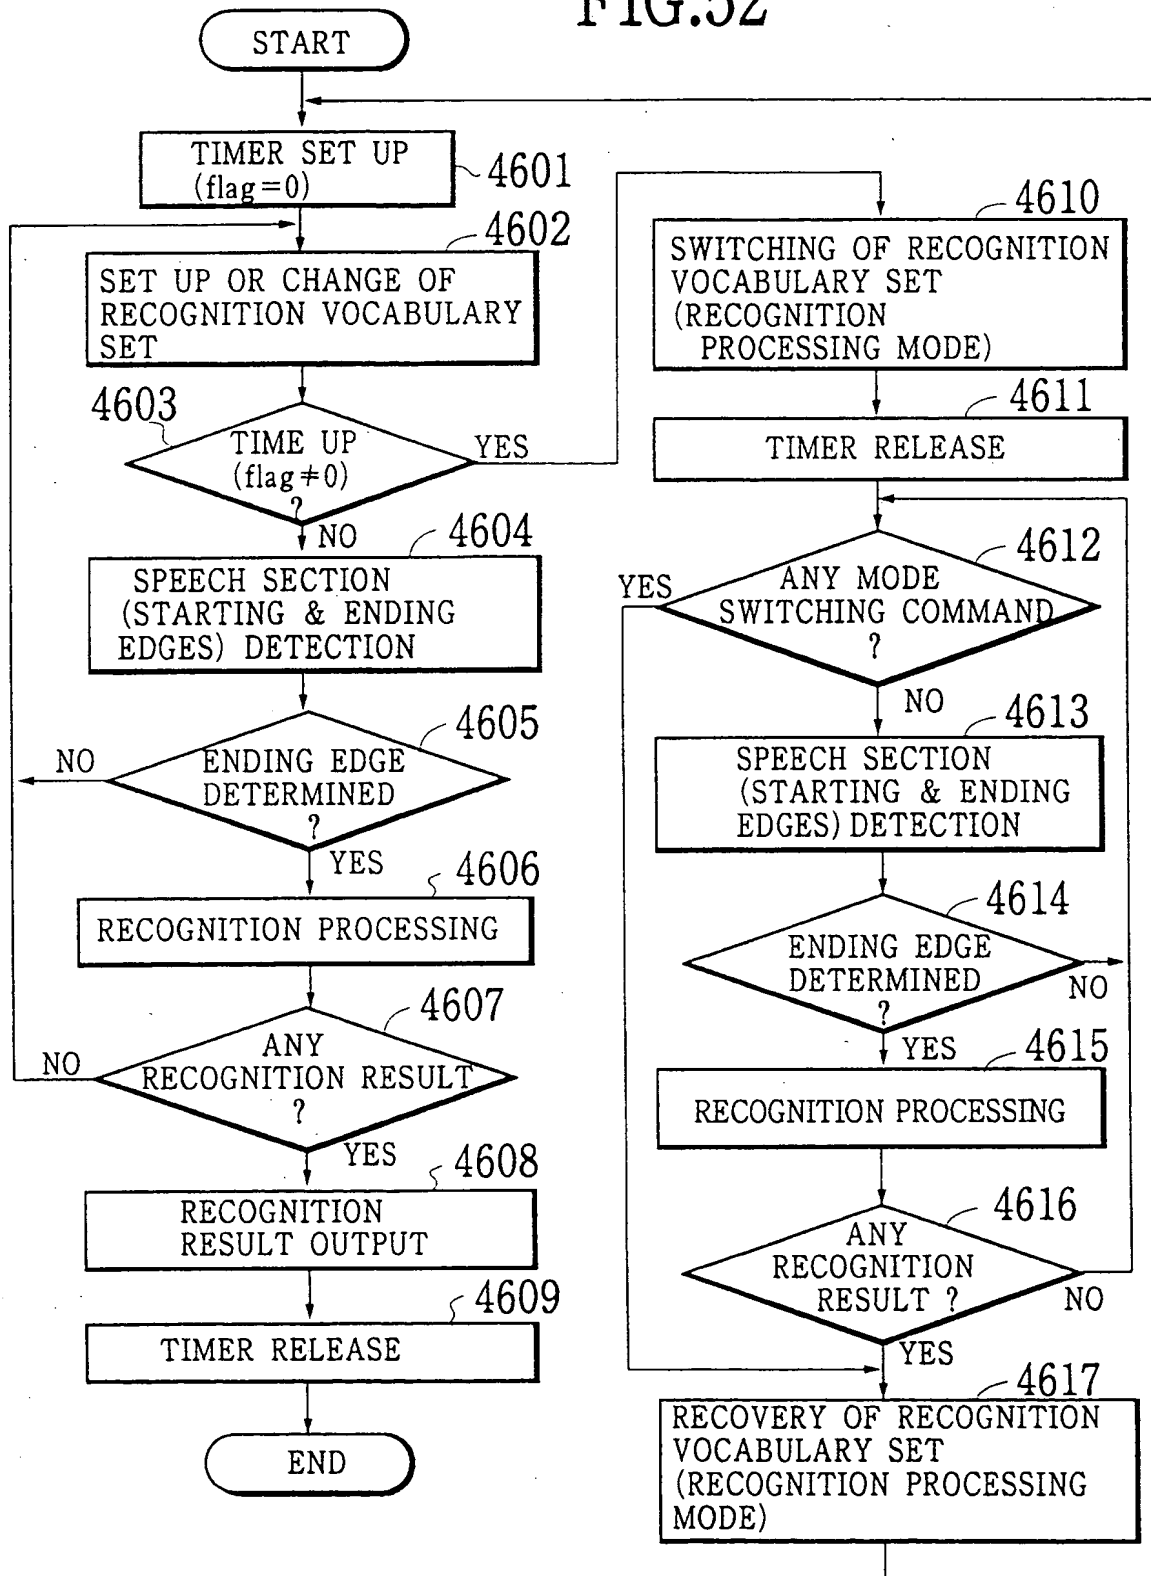 FIG.52
START
TIMER SET UP
(flag=0)
4601
4602
SET UP OR CHANGE OF
RECOGNITION VOCABULARY
SET
4603
TIME UP
(flag≠0)
?
YES
NO
4604
SPEECH SECTION
(STARTING & ENDING
EDGES) DETECTION
4605
ENDING EDGE
DETERMINED
?
NO
YES
4606
RECOGNITION PROCESSING
4607
ANY
RECOGNITION RESULT
?
NO
YES
4608
RECOGNITION
RESULT OUTPUT
4609
TIMER RELEASE
END
4610
SWITCHING OF RECOGNITION
VOCABULARY SET
(RECOGNITION
PROCESSING MODE)
4611
TIMER RELEASE
4612
ANY MODE
SWITCHING COMMAND
?
YES
NO
4613
SPEECH SECTION
(STARTING & ENDING
EDGES) DETECTION
4614
ENDING EDGE
DETERMINED
?
NO
YES
4615
RECOGNITION PROCESSING
4616
ANY
RECOGNITION
RESULT ?
NO
YES
4617
RECOVERY OF RECOGNITION
VOCABULARY SET
(RECOGNITION PROCESSING
MODE)